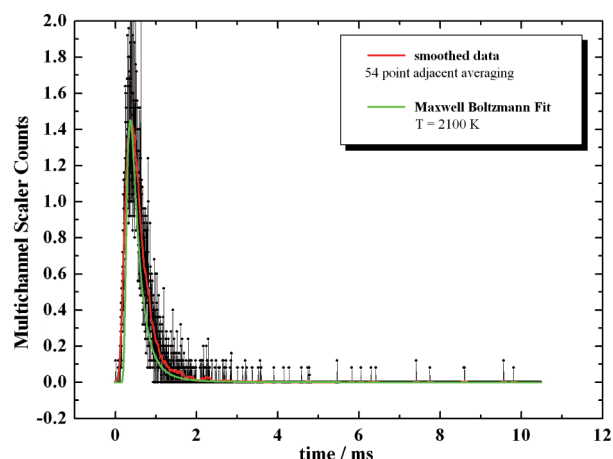 2.0
1.8
1.6
1.4
1.2
1.0
0.8
0.6
0.4
0.2
0.0
-0.2
Multichannel Scaler Counts
smoothed data
54 point adjacent averaging
Maxwell Boltzmann Fit
T = 2100 K
0 2 4 6 8 10 12
time / ms